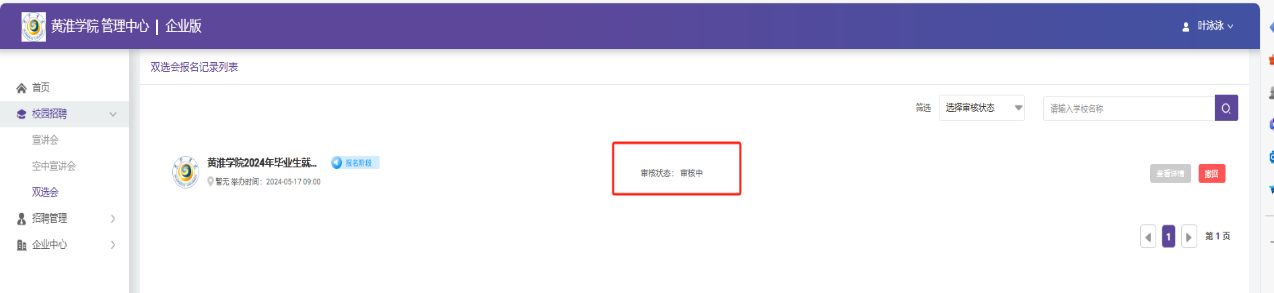 黄淮学院 管理中心 | 企业版
叶泳泳
首页
校园招聘
宣讲会
空中宣讲会
双选会
招聘管理
企业中心
双选会报名记录列表
筛选 选择审核状态 请输入学校名称
黄淮学院2024年毕业生就... 报名阶段
暂无 举办时间：2024-05-17 09:00
审核状态： 审核中
查看详情 撤回
1 第 1 页